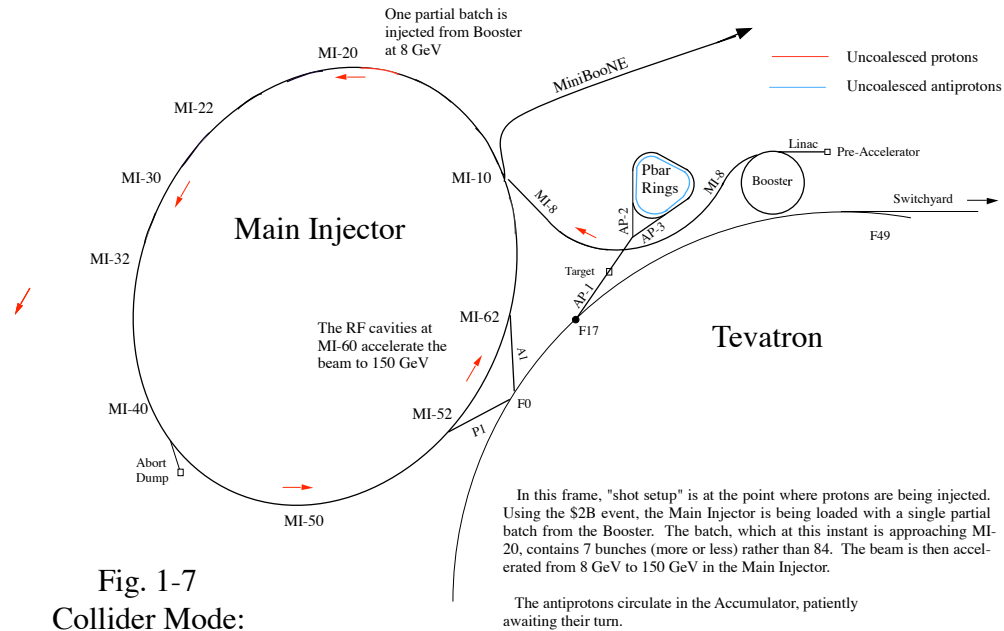 One partial batch is
injected from Booster
at 8 GeV
MI-20
MiniBooNE
Uncoalesced protons
Uncoalesced antiprotons
MI-22
Linac
Pre-Accelerator
MI-30
MI-10
Pbar
Rings
MI-8
Booster
MI-8
Switchyard
Main Injector
AP-2
AP-3
F49
MI-32
Target
AP-1
MI-62
F17
The RF cavities at
MI-60 accelerate the
beam to 150 GeV
Tevatron
A1
MI-40
MI-52
F0
P1
Abort
Dump
MI-50
In this frame, "shot setup" is at the point where protons are being injected.
Using the $2B event, the Main Injector is being loaded with a single partial
batch from the Booster. The batch, which at this instant is approaching MI-
20, contains 7 bunches (more or less) rather than 84. The beam is then accel-
erated from 8 GeV to 150 GeV in the Main Injector.
The antiprotons circulate in the Accumulator, patiently
awaiting their turn.
Fig. 1-7
Collider Mode: